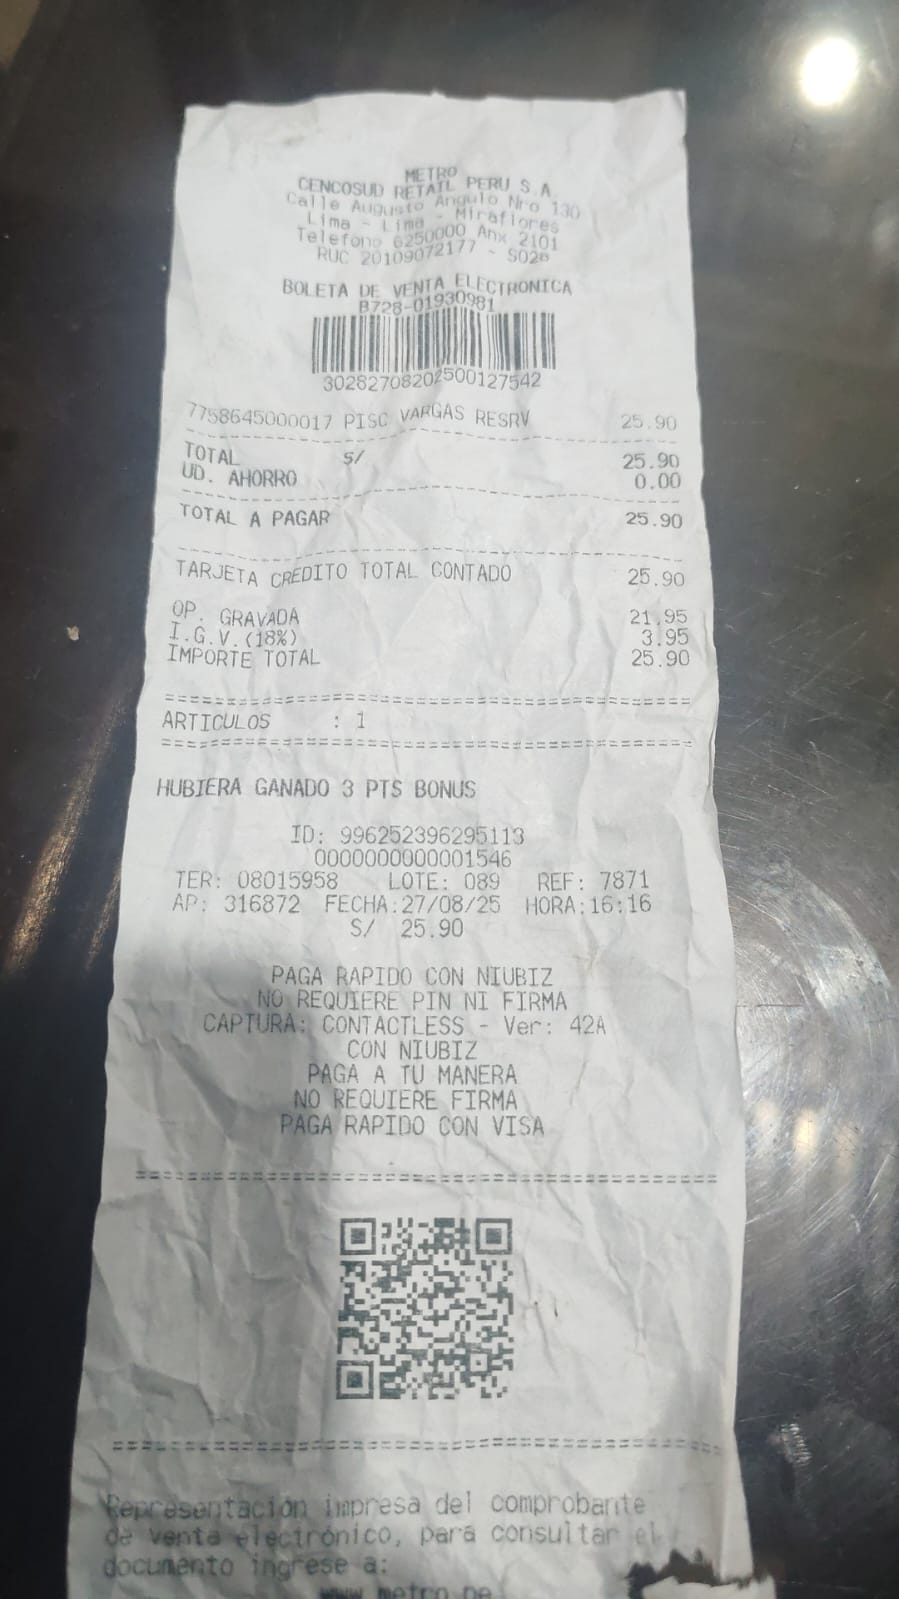 METRO
CENCOSUD RETAIL PERU S.A.
Calle Augusto Angulo Nro 130
Lima - Lima - Miraflores
Telefono 6250000 Anx 2101
RUC 20109072177 - S028
BOLETA DE VENTA ELECTRONICA
B728-01930981
30282708202500127542
7758645000017 PISC VARGAS RESRV 25.90
TOTAL S/ 25.90
UD. AHORRO 0.00
TOTAL A PAGAR 25.90
TARJETA CREDITO TOTAL CONTADO 25.90
OP. GRAVADA 21.95
I.G.V.(18%) 3.95
IMPORTE TOTAL 25.90
ARTICULOS : 1
HUBIERA GANADO 3 PTS BONUS
ID: 996252396295113
0000000000001546
TER: 08015958 LOTE: 089 REF: 7871
AP: 316872 FECHA:27/08/25 HORA:16:16
S/ 25.90
PAGA RAPIDO CON NIUBIZ
NO REQUIERE PIN NI FIRMA
CAPTURA: CONTACTLESS - Ver: 42A
CON NIUBIZ
PAGA A TU MANERA
NO REQUIERE FIRMA
PAGA RAPIDO CON VISA
Representación impresa del comprobante
de venta electrónico, para consultar el
documento ingrese a:
www.metro.pe